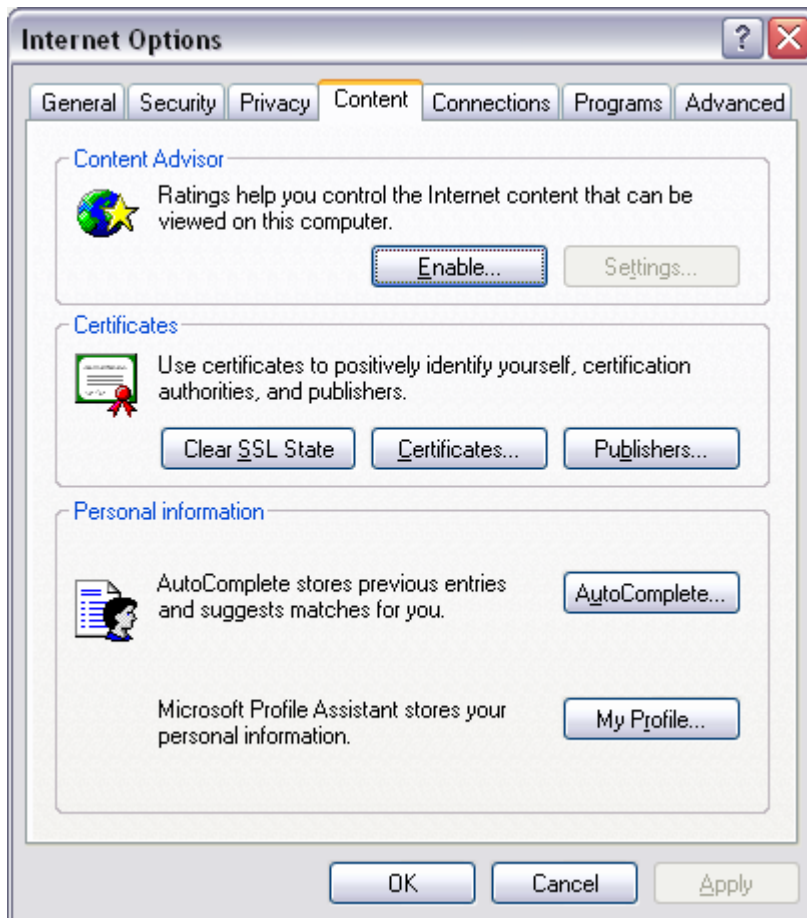 Internet Options
General Security Privacy Content Connections Programs Advanced
Content Advisor
Ratings help you control the Internet content that can be
viewed on this computer.
Enable... Settings...
Certificates
Use certificates to positively identify yourself, certification
authorities, and publishers.
Clear SSL State Certificates... Publishers...
Personal information
AutoComplete stores previous entries
and suggests matches for you.
AutoComplete...
Microsoft Profile Assistant stores your
personal information.
My Profile...
OK Cancel Apply